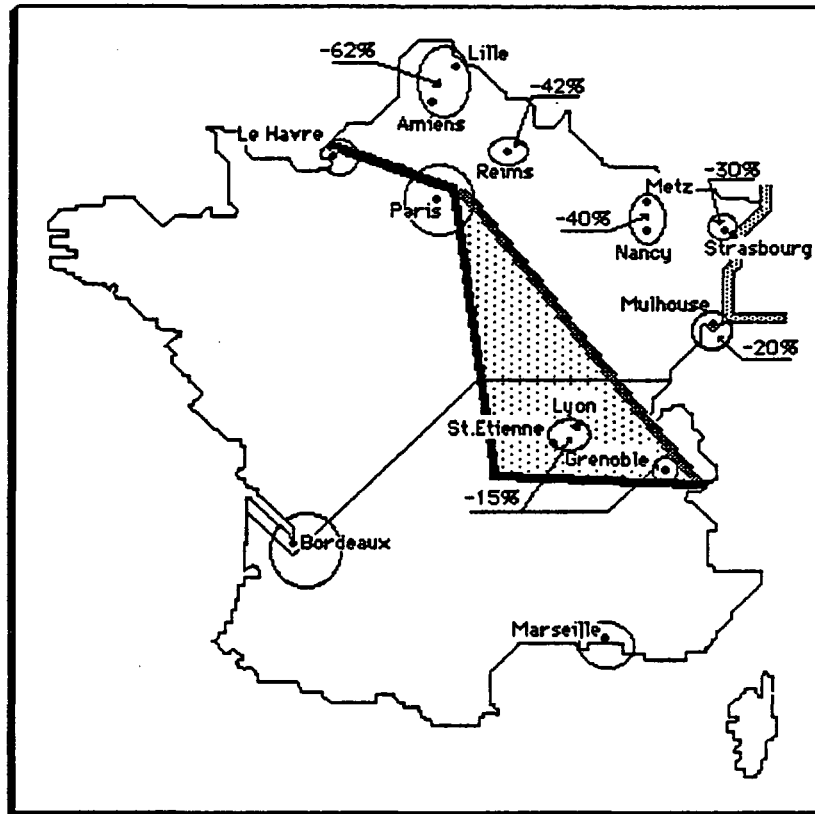 -62%
Lille
-42%
Amiens
Le Havre
Reims
-30%
Metz
Paris
-40%
Nancy
Strasbourg
Mulhouse
-20%
Lyon
St.Etienne
Grenoble
-15%
Bordeaux
Marseille